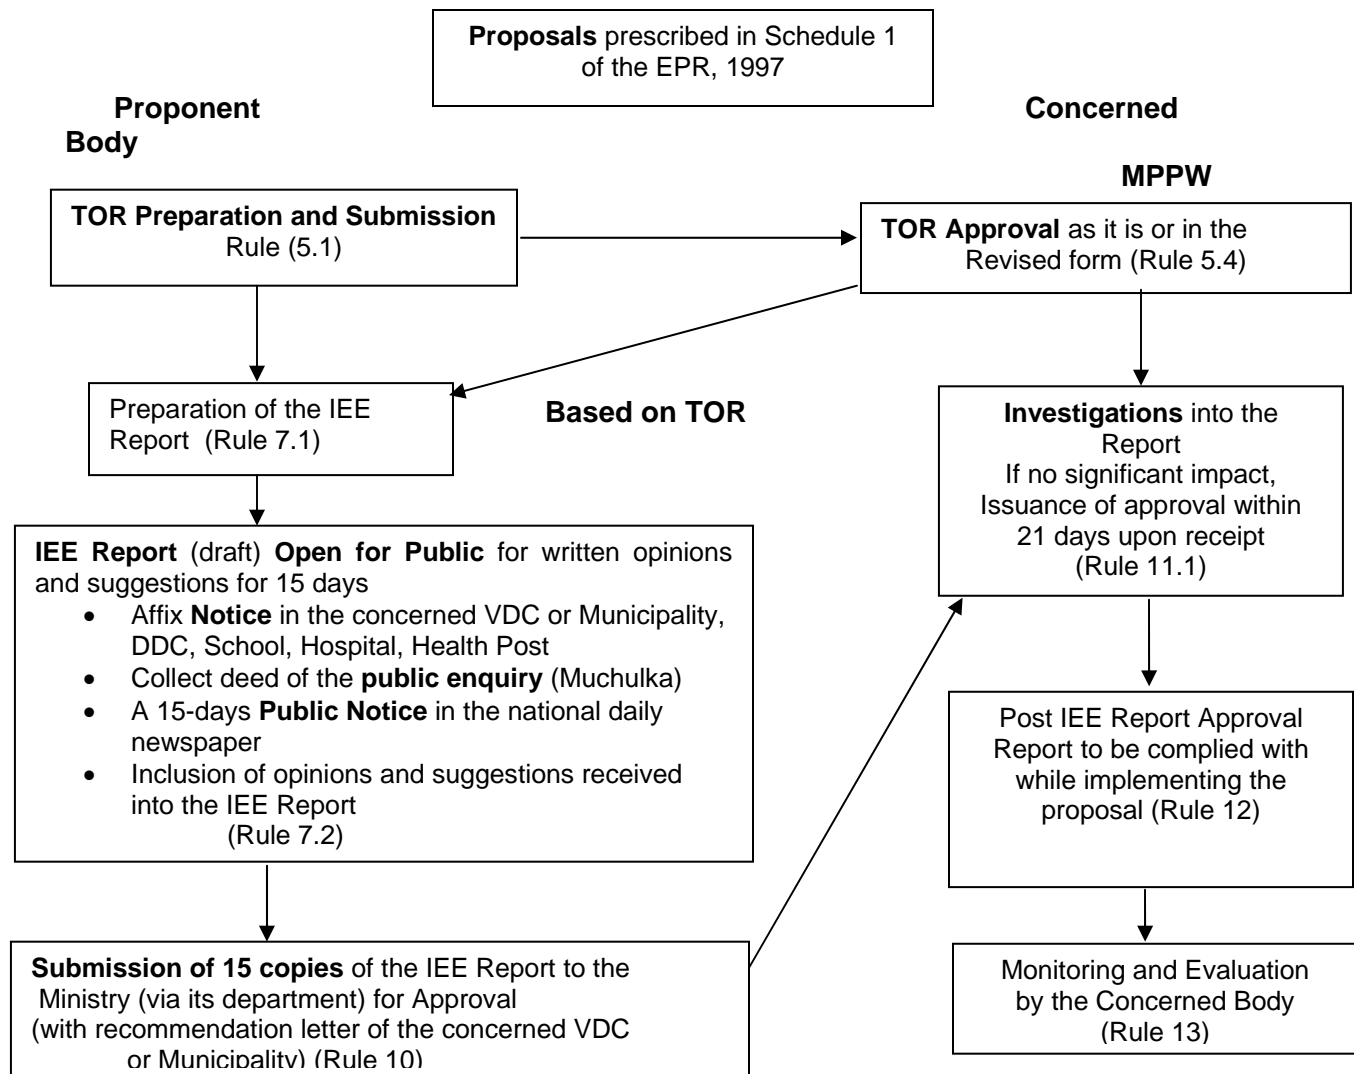 Proposals prescribed in Schedule 1
of the EPR, 1997
Proponent Concerned
Body
MPPW
TOR Preparation and Submission
Rule (5.1)
TOR Approval as it is or in the
Revised form (Rule 5.4)
Preparation of the IEE
Report (Rule 7.1)
Based on TOR
Investigations into the
Report
If no significant impact,
Issuance of approval within
21 days upon receipt
(Rule 11.1)
IEE Report (draft) Open for Public for written opinions
and suggestions for 15 days
• Affix Notice in the concerned VDC or Municipality,
DDC, School, Hospital, Health Post
• Collect deed of the public enquiry (Muchulka)
• A 15-days Public Notice in the national daily
newspaper
• Inclusion of opinions and suggestions received
into the IEE Report
(Rule 7.2)
Post IEE Report Approval
Report to be complied with
while implementing the
proposal (Rule 12)
Submission of 15 copies of the IEE Report to the
Ministry (via its department) for Approval
(with recommendation letter of the concerned VDC
or Municipality) (Rule 10)
Monitoring and Evaluation
by the Concerned Body
(Rule 13)